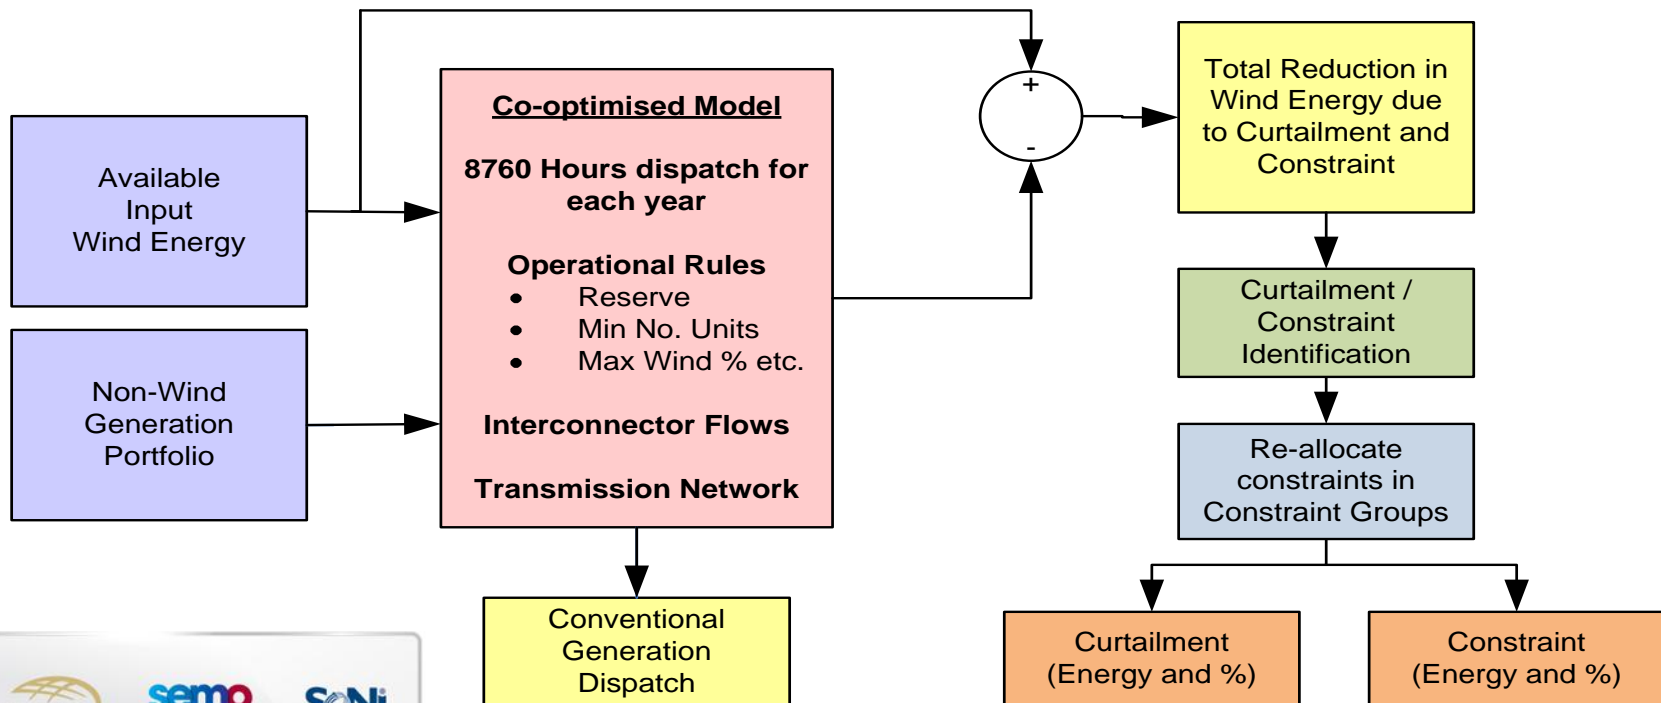 Available
Input
Wind Energy
Non-Wind
Generation
Portfolio
Co-optimised Model
8760 Hours dispatch for
each year
Operational Rules
• Reserve
• Min No. Units
• Max Wind % etc.
Interconnector Flows
Transmission Network
Conventional
Generation
Dispatch
+
-
Total Reduction in
Wind Energy due
to Curtailment and
Constraint
Curtailment /
Constraint
Identification
Re-allocate
constraints in
Constraint Groups
Curtailment
(Energy and %)
Constraint
(Energy and %)
semo
SONI